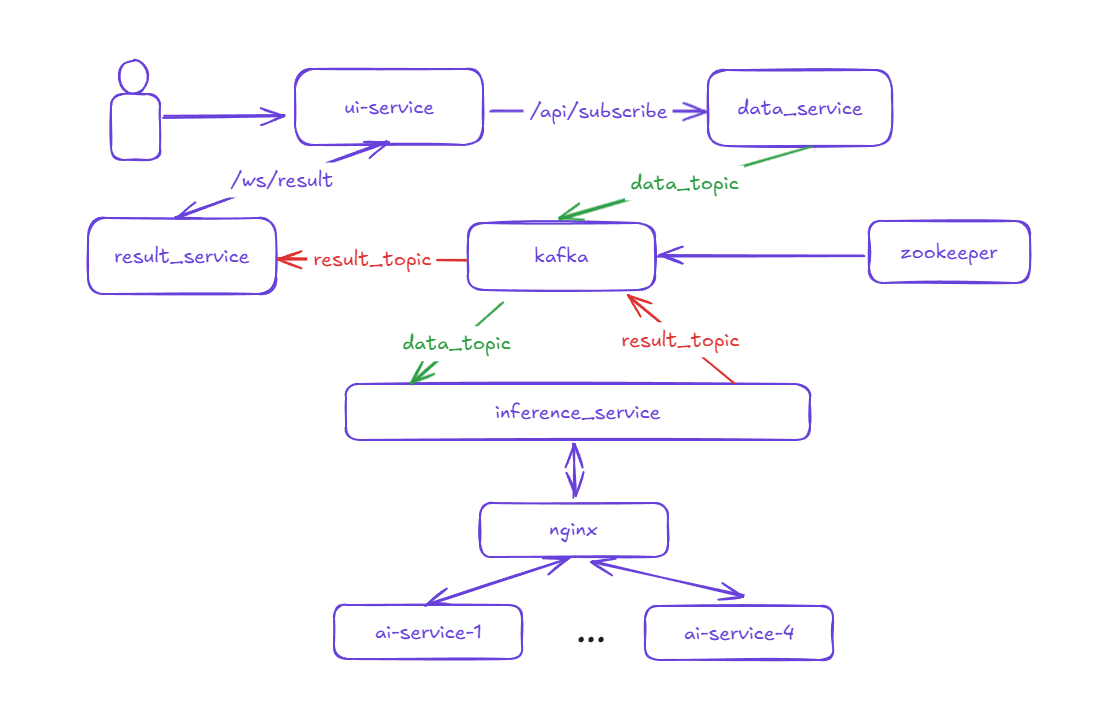 ui-service
/api/subscribe
data_service
/ws/result
data_topic
result_service
result_topic
kafka
zookeeper
data_topic
result_topic
inference_service
nginx
ai-service-1
...
ai-service-4